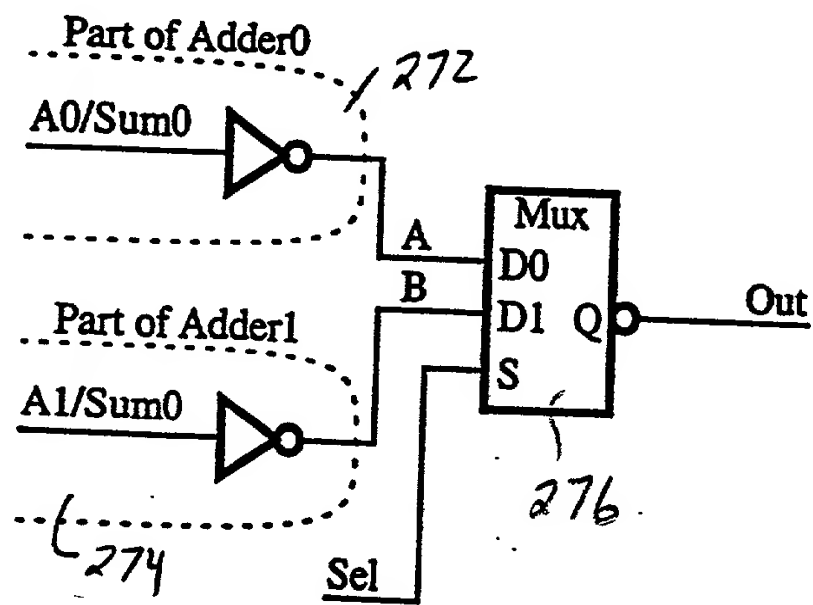 Part of Adder0
272
A0/Sum0
Mux
A
D0
B
D1 Q
Out
Part of Adder1
S
A1/Sum0
276
274
Sel